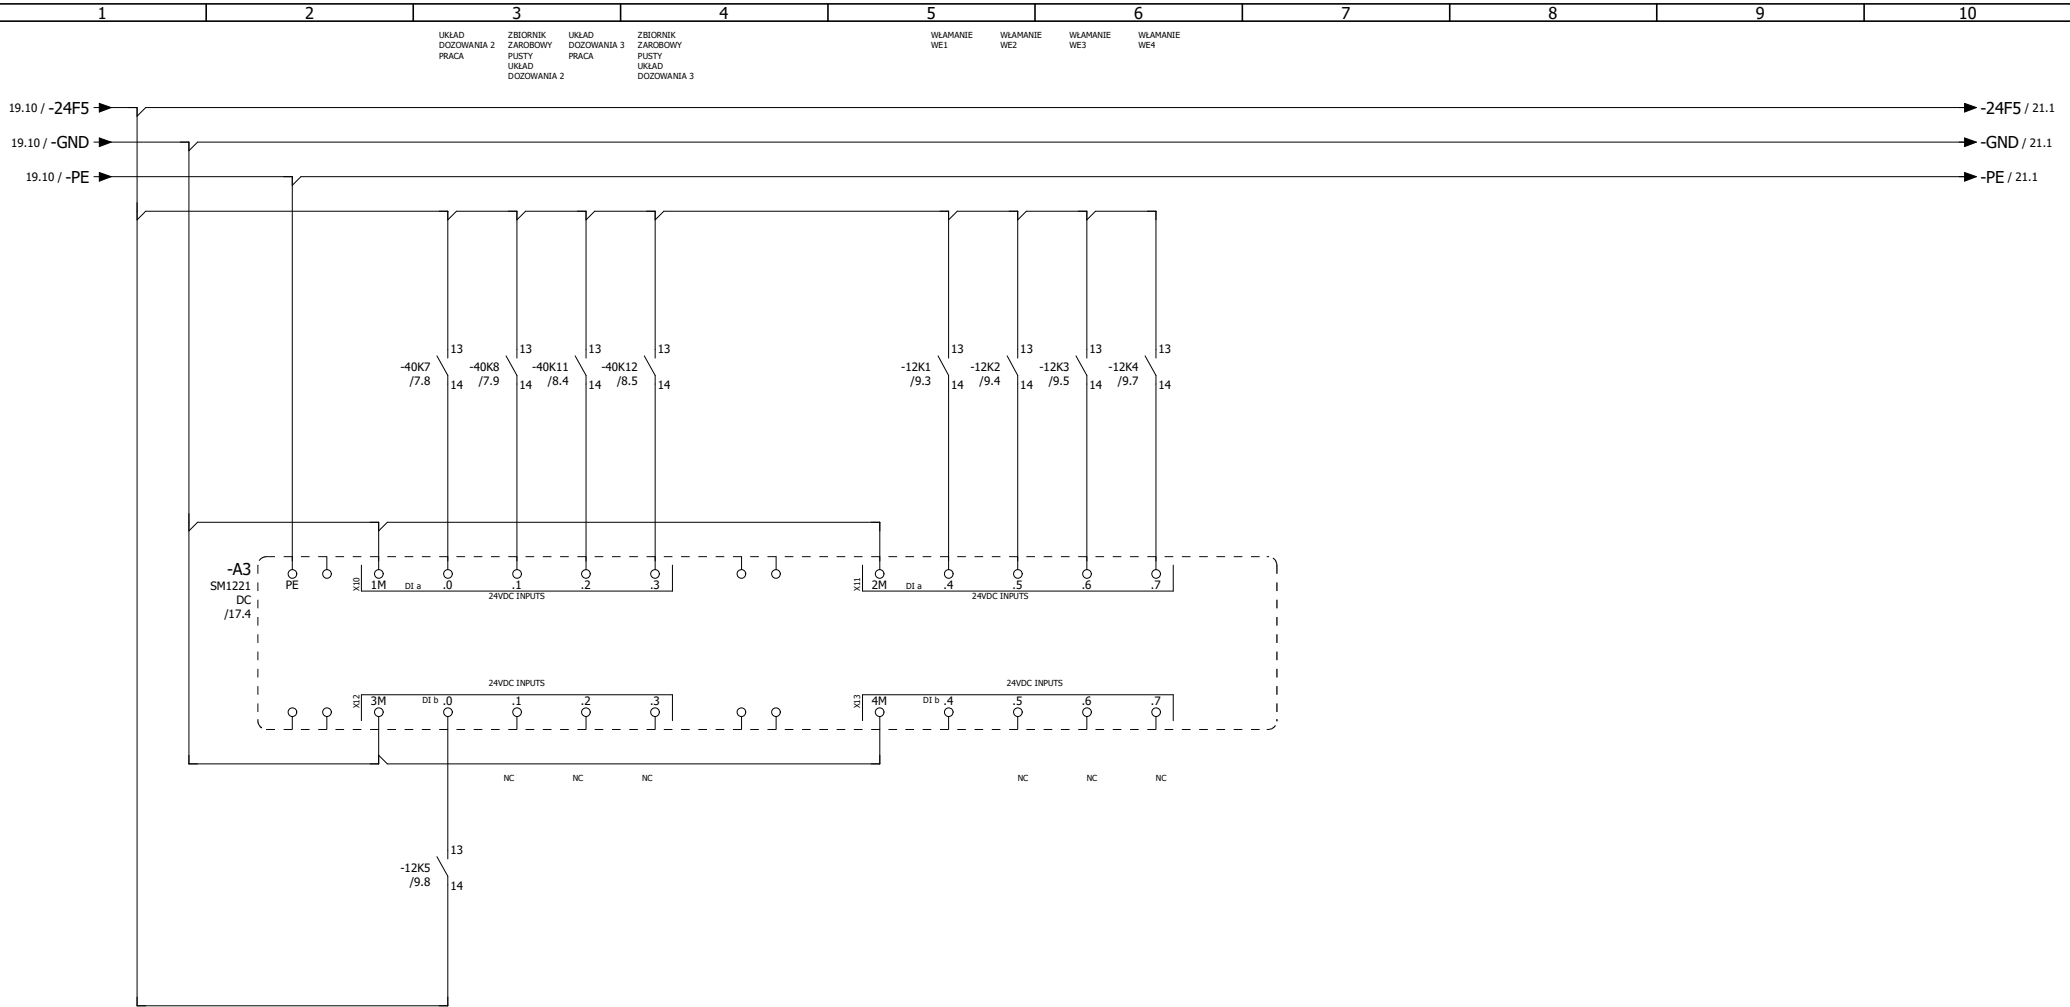 1 2 3 4 5 6 7 8 9 10
UKŁAD
DOZOWANIA 2
PRACA
ZBIORNIK
ZAROBOWY
PUSTY
UKŁAD
DOZOWANIA 2
UKŁAD
DOZOWANIA 3
PRACA
ZBIORNIK
ZAROBOWY
PUSTY
UKŁAD
DOZOWANIA 3
WŁAMANIE
WE1
WŁAMANIE
WE2
WŁAMANIE
WE3
WŁAMANIE
WE4
19.10 / -24F5 -24F5 / 21.1
19.10 / -GND -GND / 21.1
19.10 / -PE -PE / 21.1
13 13 13 13 13 13 13 13
-40K7 -40K8 -40K11 -40K12 -12K1 -12K2 -12K3 -12K4
/7.8 /7.9 /8.4 /8.5 /9.3 /9.4 /9.5 /9.7
14 14 14 14 14 14 14 14
-A3
SM1221
DC
/17.4
PE X10 1M DI a .0 .1 .2 .3 X11 2M DI a .4 .5 .6 .7
24VDC INPUTS 24VDC INPUTS
24VDC INPUTS 24VDC INPUTS
X12 3M DI b .0 .1 .2 .3 X13 4M DI b .4 .5 .6 .7
NC NC NC NC NC NC
13
-12K5
/9.8
14